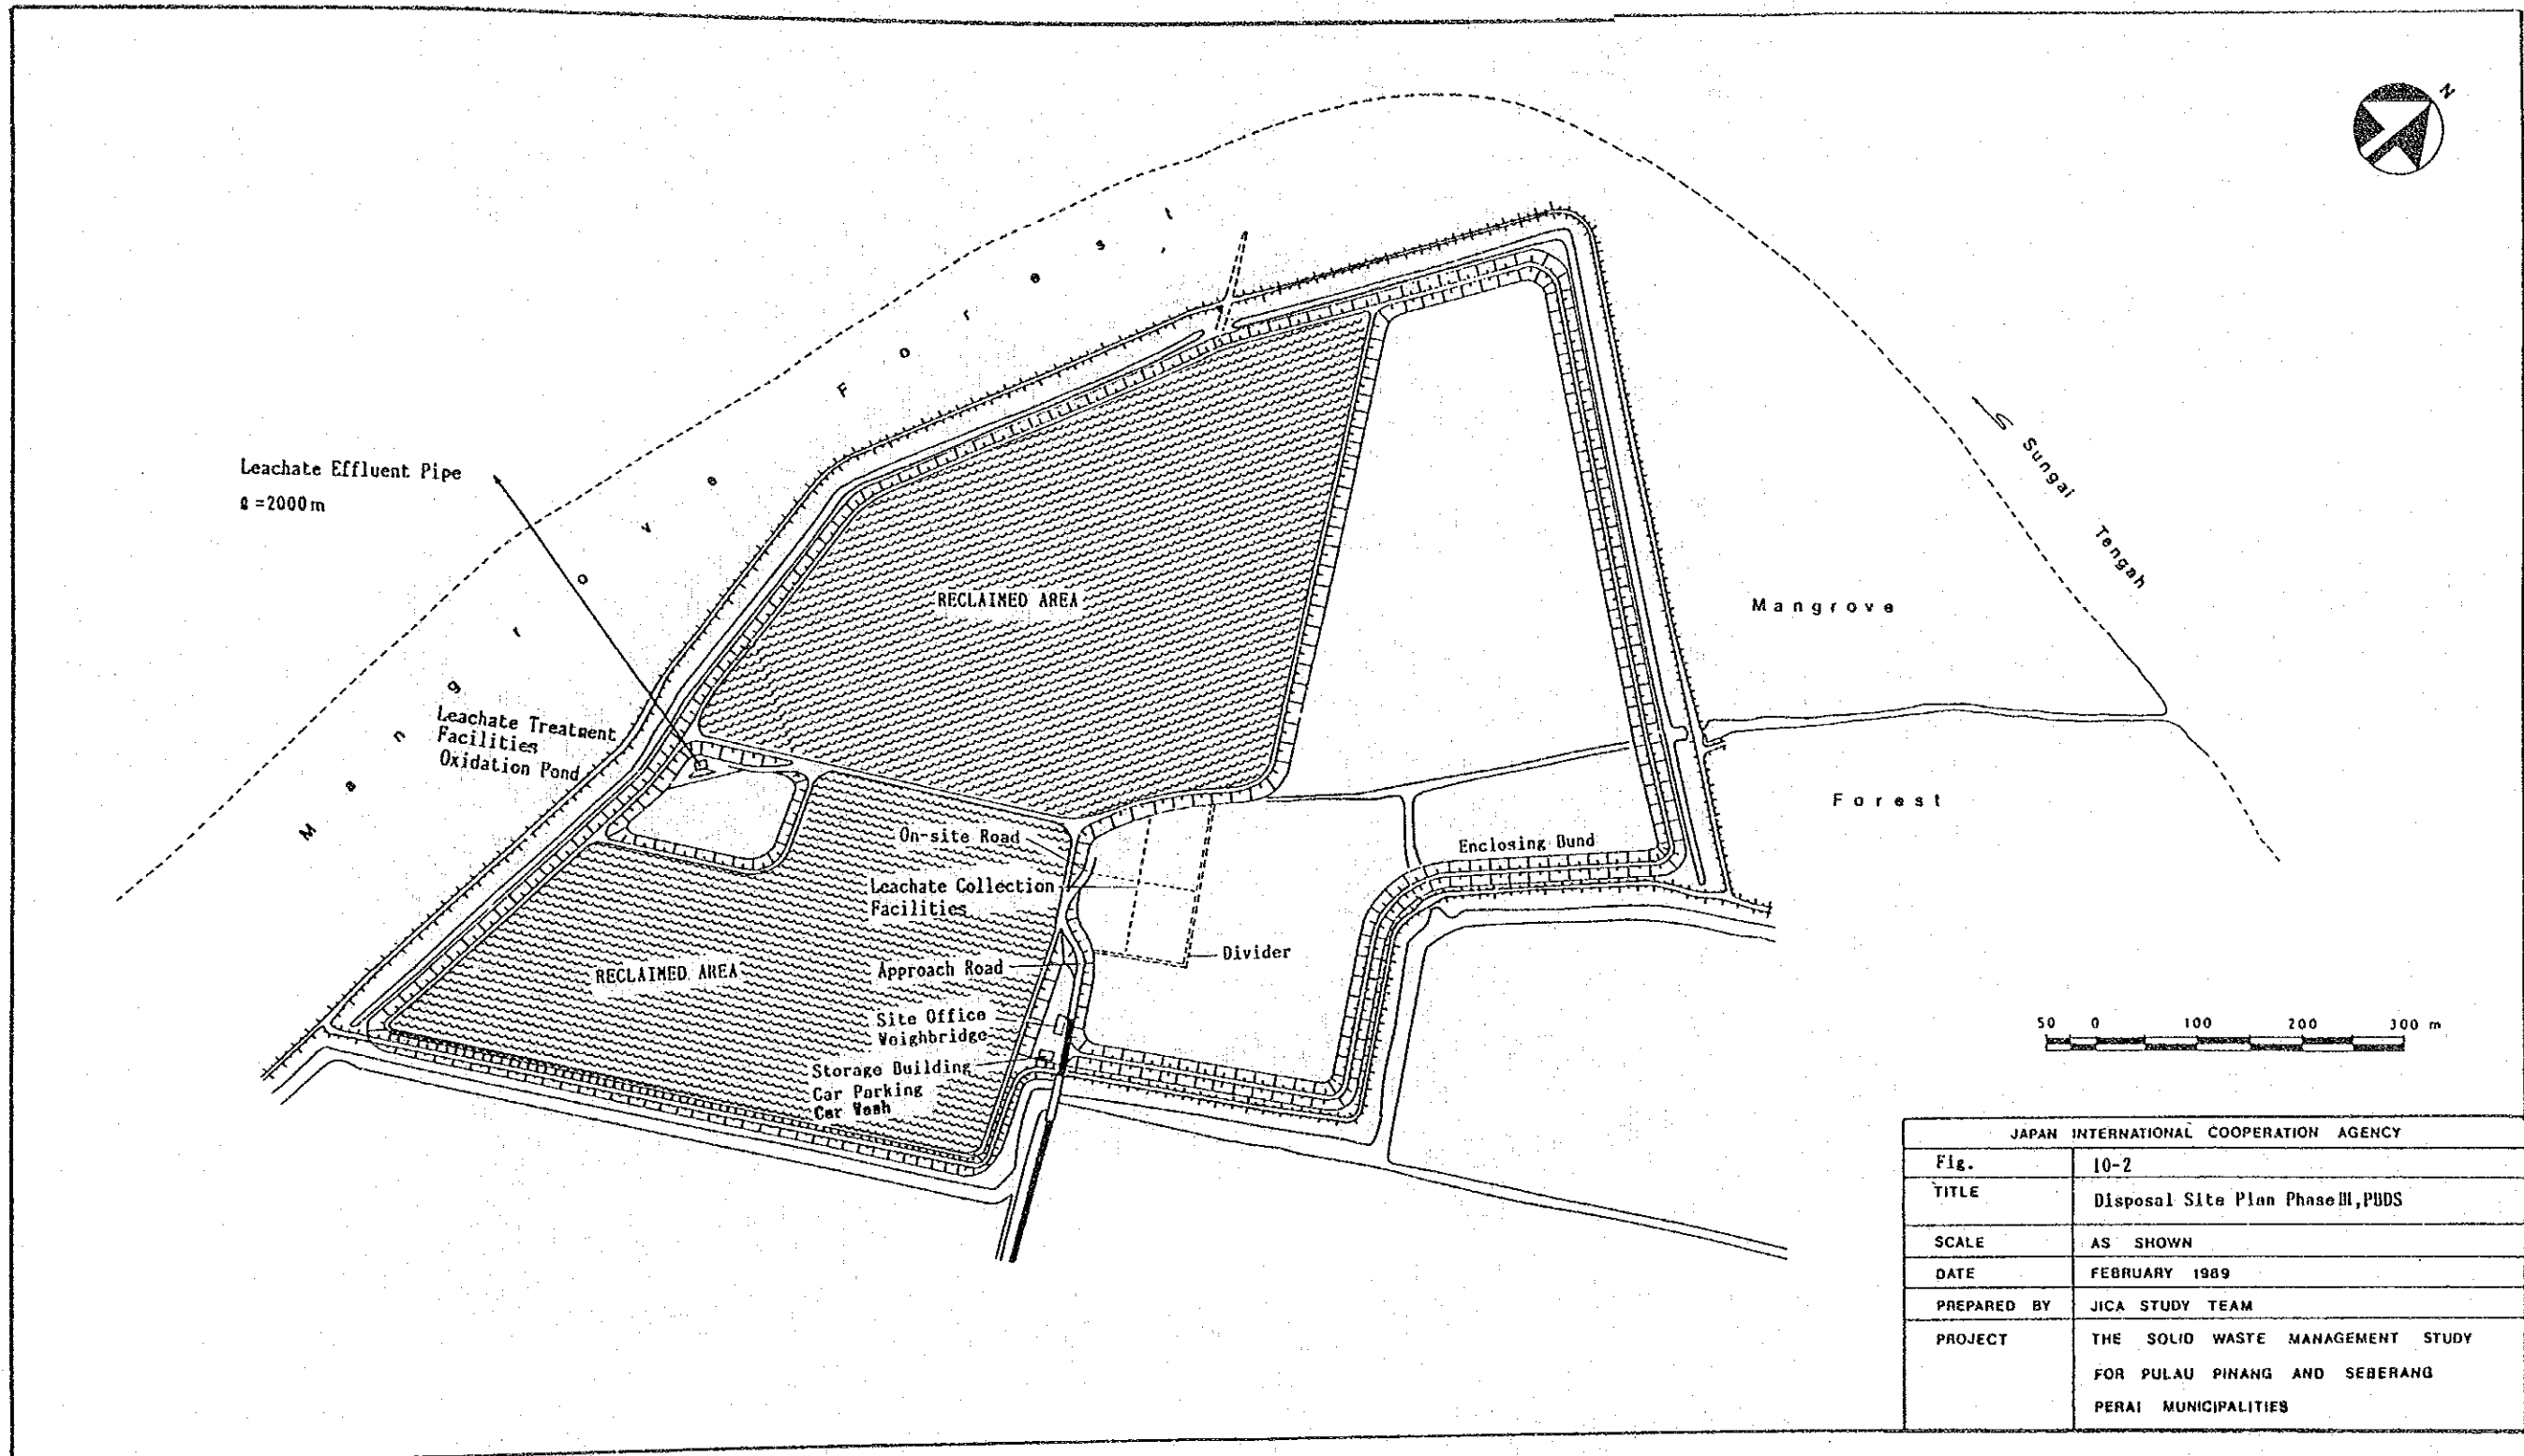 N
Mangrove Forest
Leachate Effluent Pipe
ℓ =2000m
Sungai Tengah
RECLAIMED AREA
Mangrove
Leachate Treatment
Facilities
Oxidation Pond
Forest
On-site Road
Enclosing Bund
Leachate Collection
Facilities
Divider
RECLAIMED AREA
Approach Road
Site Office
Weighbridge
Storage Building
Car Parking
Car Wash
50 0 100 200 300 m
JAPAN INTERNATIONAL COOPERATION AGENCY
Fig. 10-2
TITLE Disposal Site Plan Phase III, PBDS
SCALE AS SHOWN
DATE FEBRUARY 1989
PREPARED BY JICA STUDY TEAM
PROJECT THE SOLID WASTE MANAGEMENT STUDY
FOR PULAU PINANG AND SEBERANG
PERAI MUNICIPALITIES